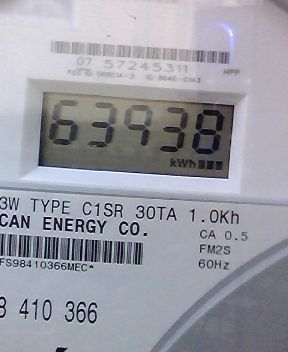 07 57245311
63938
kWh
3W TYPE C1SR 30TA 1.0Kh
CAN ENERGY CO.
CA 0.5
FM2S
60Hz
FS98410366MEC*
8 410 366